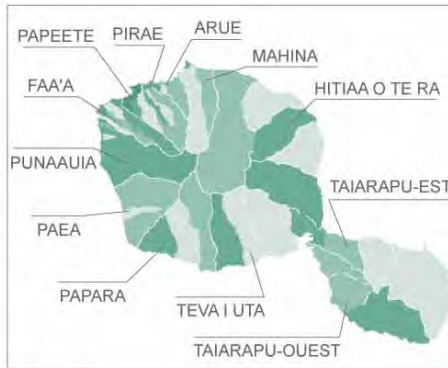 ARUE
PIRAE
PAPEETE
MAHINA
FAA'A
HITIAA O TE RA
PUNAAUIA
TAIARAPU-EST
PAEA
PAPARA
TEVA I UTA
TAIARAPU-OUEST